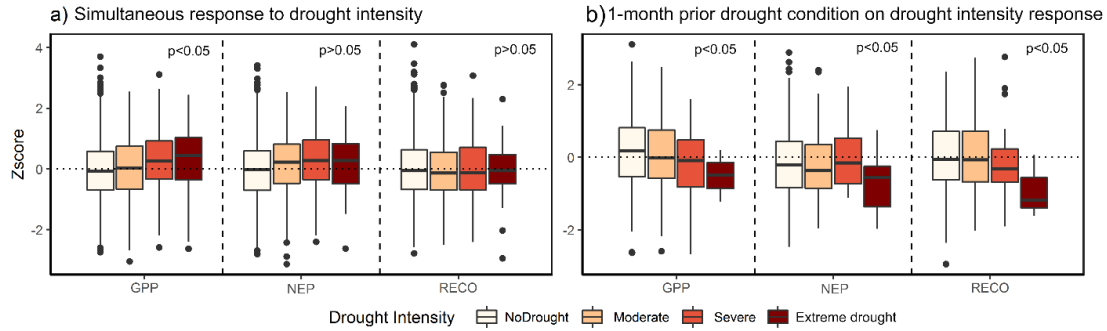 a) Simultaneous response to drought intensity
p<0.05
p>0.05
p>0.05
Zscore
4
2
0
-2
GPP
NEP
RECO
b) 1-month prior drought condition on drought intensity response
p<0.05
p<0.05
p<0.05
2
0
-2
GPP
NEP
RECO
Drought Intensity NoDrought Moderate Severe Extreme drought